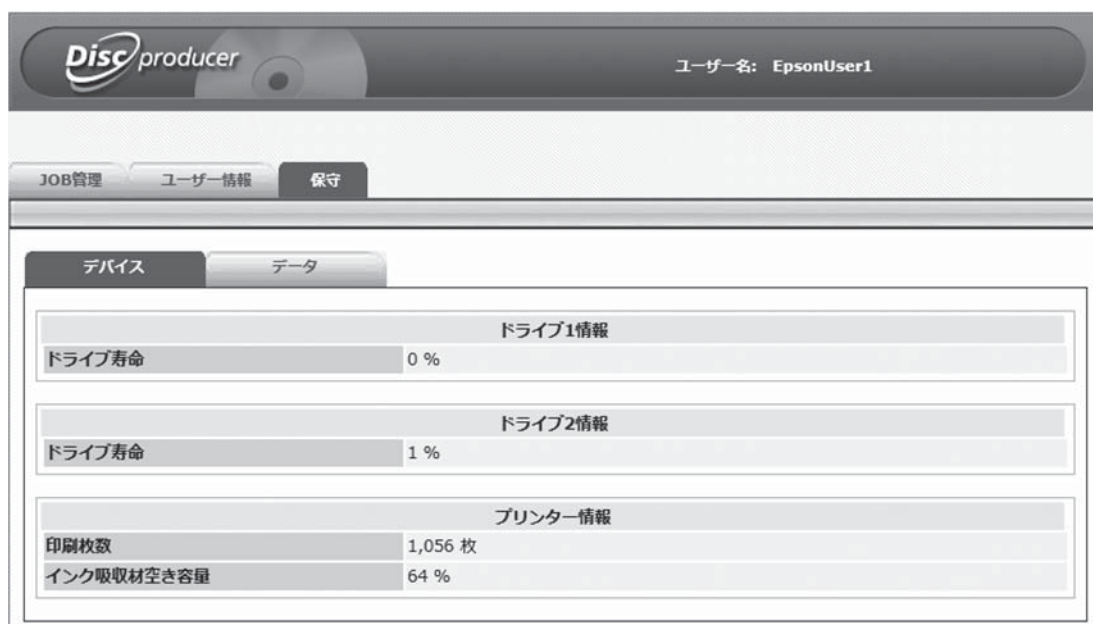 Disc producer
ユーザー名: EpsonUser1
JOB管理 ユーザー情報 保守
デバイス データ
ドライブ1情報
ドライブ寿命 0 %
ドライブ2情報
ドライブ寿命 1 %
プリンター情報
印刷枚数 1,056 枚
インク吸収材空き容量 64 %